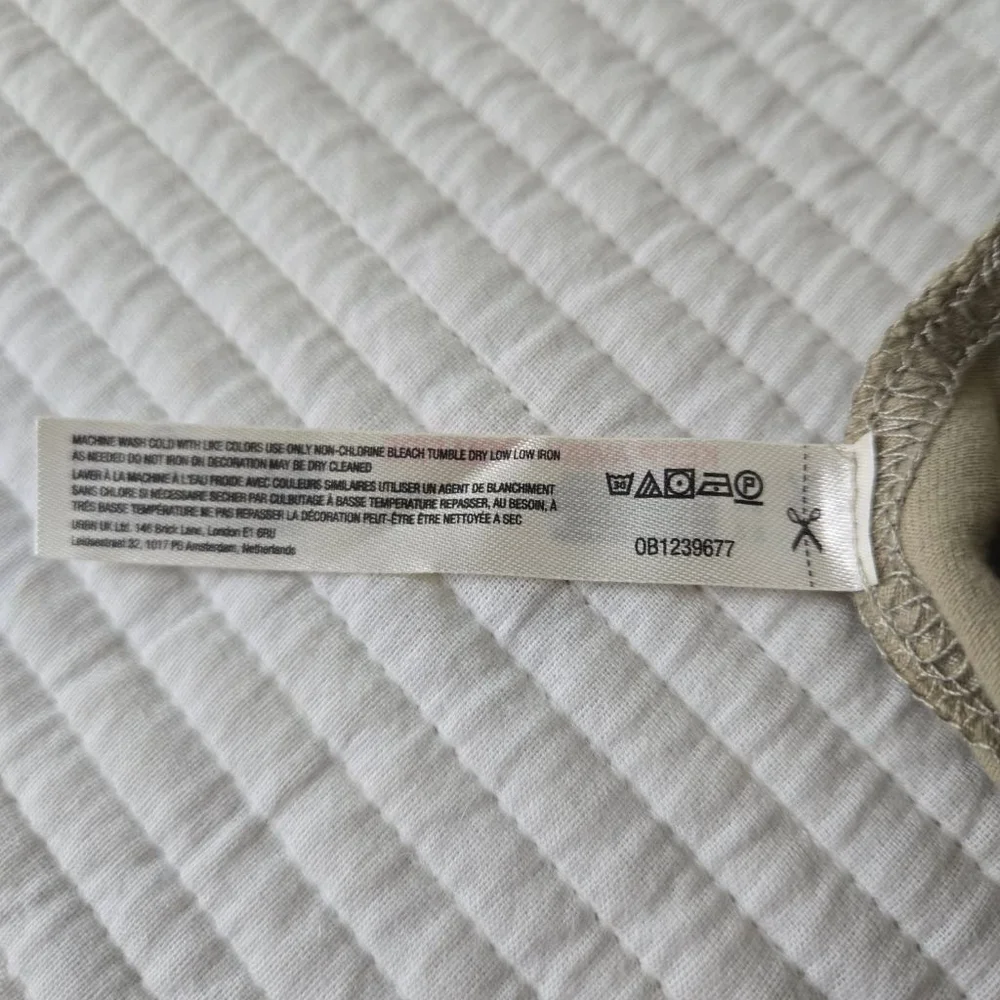 MACHINE WASH COLD WITH LIKE COLORS USE ONLY NON-CHLORINE BLEACH TUMBLE DRY LOW LOW IRON
AS NEEDED DO NOT IRON ON DECORATION MAY BE DRY CLEANED
LAVER À LA MACHINE À L'EAU FROIDE AVEC COULEURS SIMILAIRES UTILISER UN AGENT DE BLANCHIMENT
SANS CHLORE SI NÉCESSAIRE SECHER PAR CULBUTAGE À BASSE TEMPERATURE REPASSER, AU BESOIN, À
TRÈS BASSE TEMPÉRATURE NE PAS REPASSER LA DÉCORATION PEUT-ÊTRE ÊTRE NETTOYÉE A SEC
URBN UK Ltd. 146 Brick Lane, London E1 6RU
Leidsestraat 32, 1017 PB Amsterdam, Netherlands
30 P
OB1239677